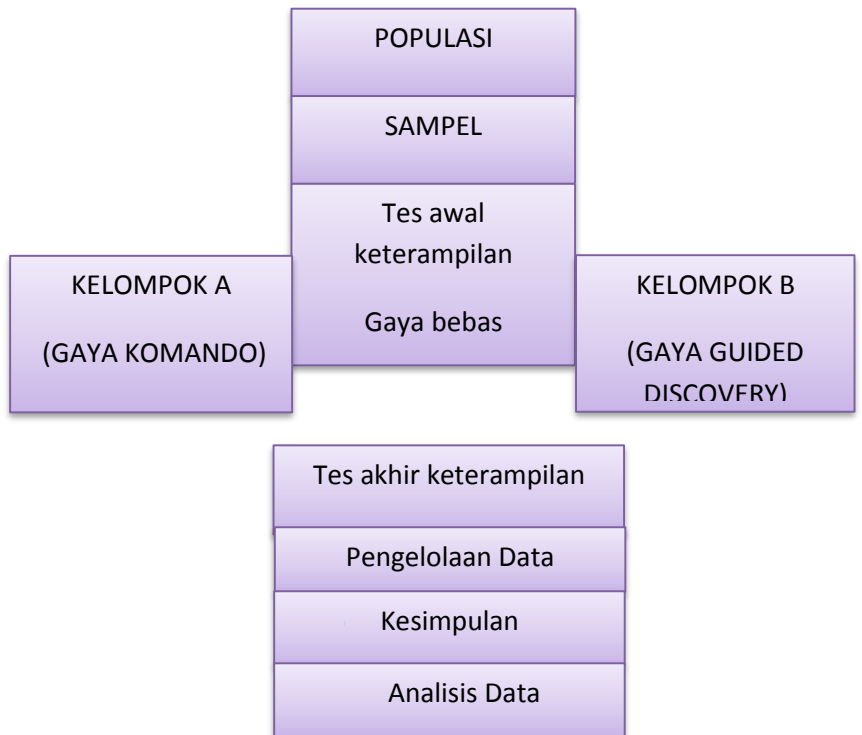 POPULASI
SAMPEL
Tes awal
keterampilan
Gaya bebas
KELOMPOK A
(GAYA KOMANDO)
KELOMPOK B
(GAYA GUIDED
DISCOVERY)
Tes akhir keterampilan
Pengelolaan Data
Kesimpulan
Analisis Data